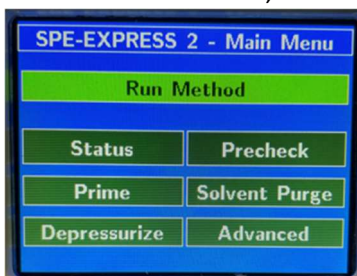 SPE-EXPRESS 2 - Main Menu
Run Method
Status Precheck
Prime Solvent Purge
Depressurize Advanced